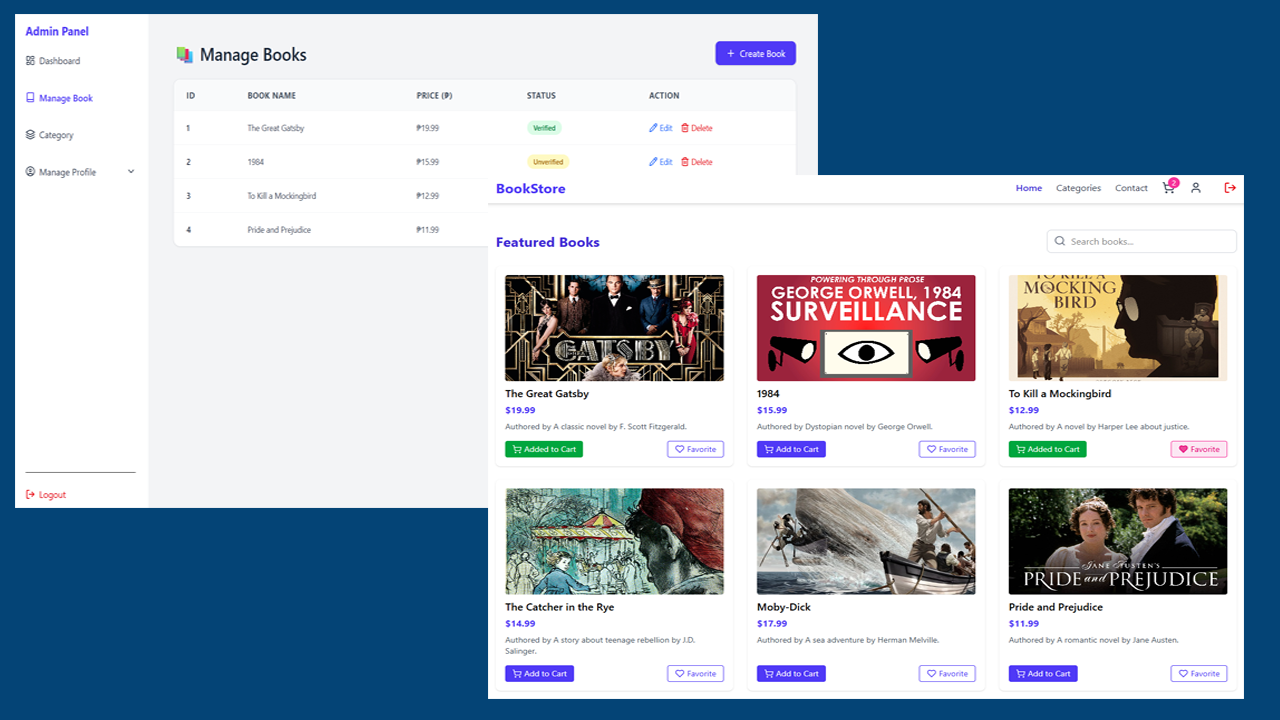 Admin Panel
Dashboard
Manage Book
Category
Manage Profile
Logout
Manage Books
+ Create Book
ID BOOK NAME PRICE (₱) STATUS ACTION
1 The Great Gatsby ₱19.99 Verified Edit Delete
2 1984 ₱15.99 Unverified Edit Delete
3 To Kill a Mockingbird ₱12.99
4 Pride and Prejudice ₱11.99
BookStore
Home Categories Contact 2
Featured Books
Search books...
GATSBY
The Great Gatsby
$19.99
Authored by A classic novel by F. Scott Fitzgerald.
Added to Cart Favorite
POWERING THROUGH PROSE
GEORGE ORWELL, 1984
SURVEILLANCE
1984
$15.99
Authored by Dystopian novel by George Orwell.
Add to Cart Favorite
TO KILL A
MOCKING
BIRD
To Kill a Mockingbird
$12.99
Authored by A novel by Harper Lee about justice.
Added to Cart Favorite
The Catcher in the Rye
$14.99
Authored by A story about teenage rebellion by J.D.
Salinger.
Add to Cart Favorite
Moby-Dick
$17.99
Authored by A sea adventure by Herman Melville.
Add to Cart Favorite
JANE AUSTEN'S
PRIDE and PREJUDICE
Pride and Prejudice
$11.99
Authored by A romantic novel by Jane Austen.
Add to Cart Favorite